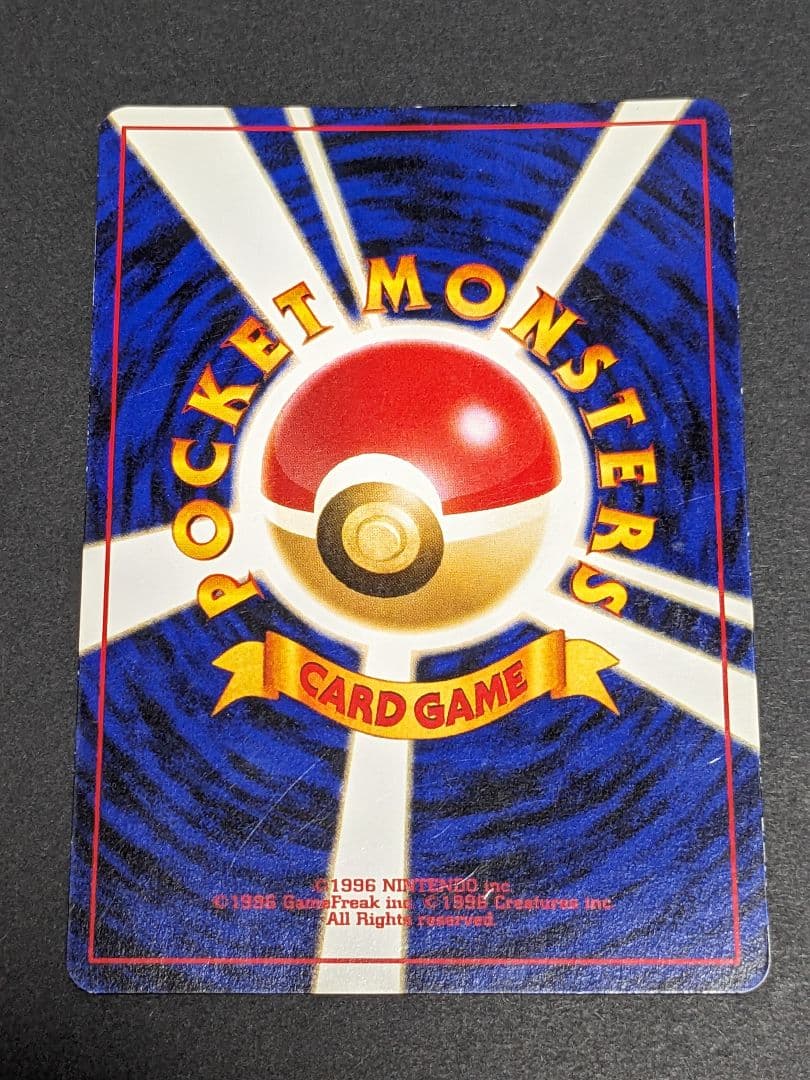 POCKET MONSTERS
CARD GAME
©1996 NINTENDO inc
©1996 GameFreak inc ©1996 Creatures inc
All Rights reserved.